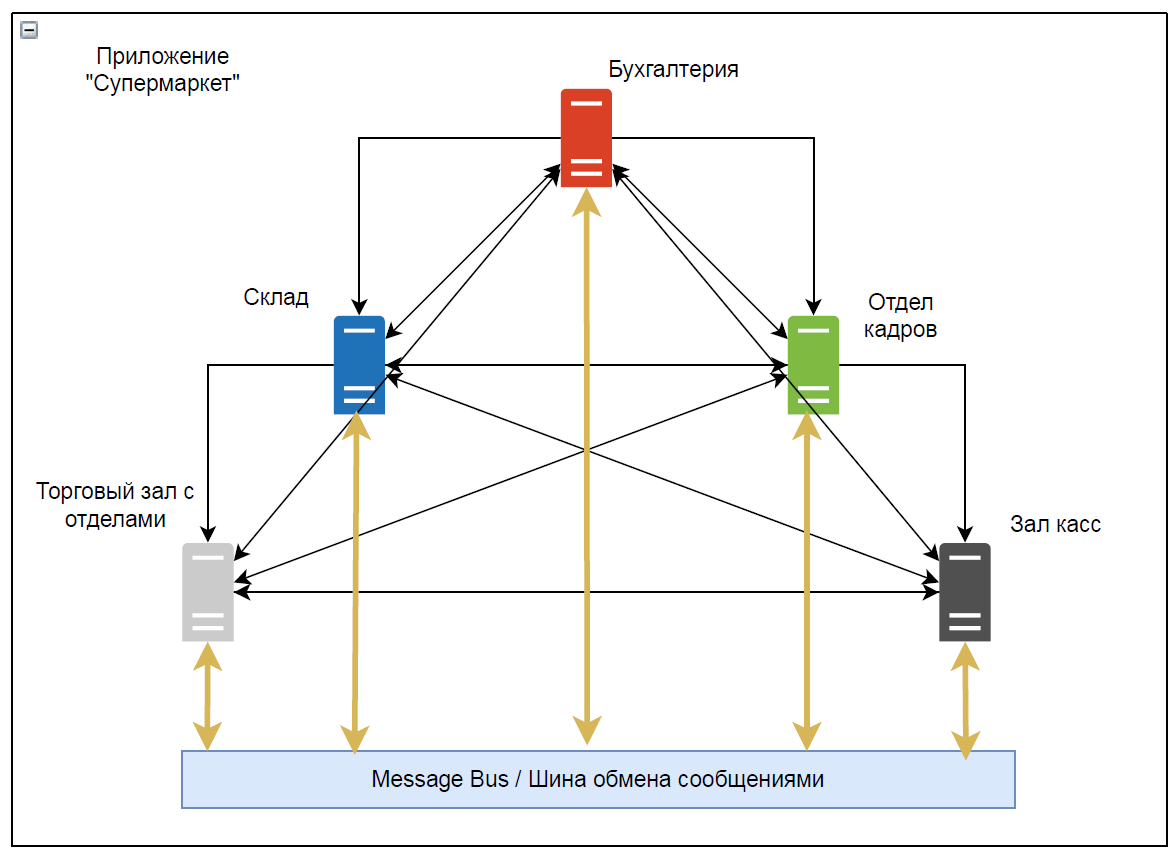 Приложение
"Супермаркет"
Бухгалтерия
Склад
Отдел
кадров
Торговый зал с
отделами
Зал касс
Message Bus / Шина обмена сообщениями